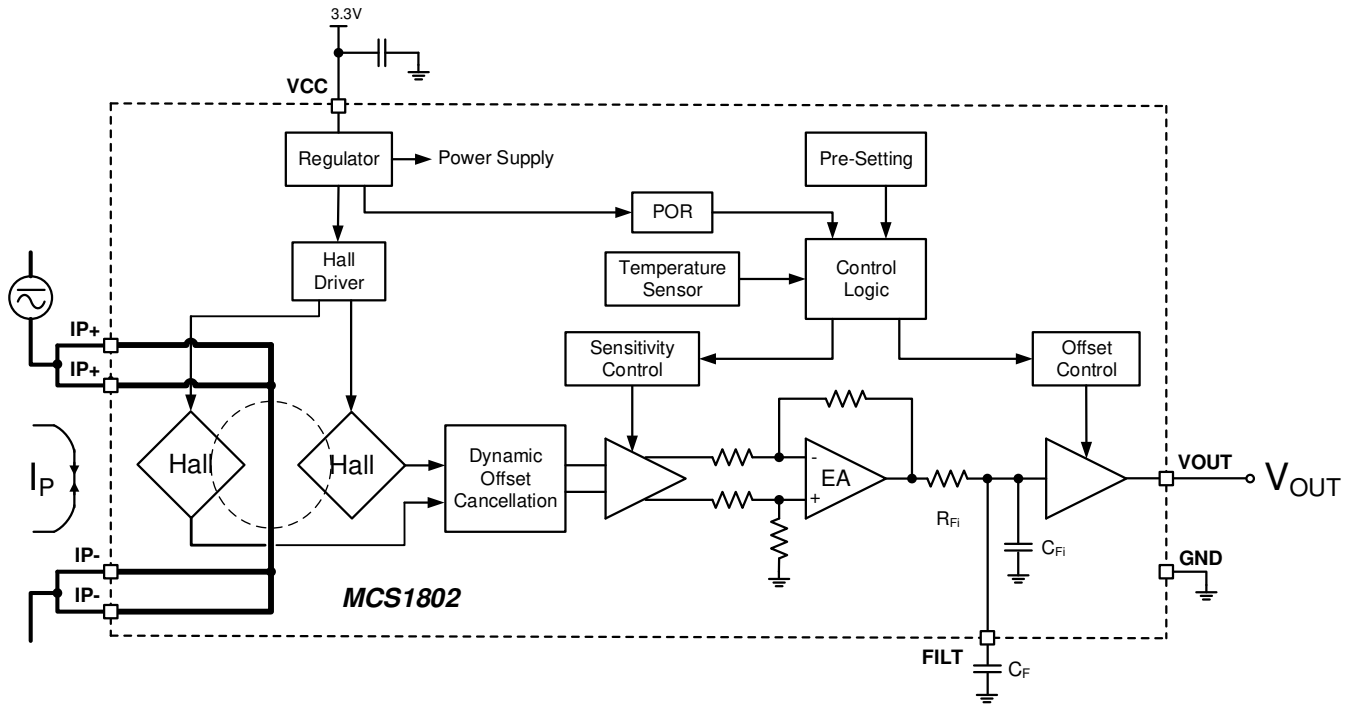 3.3V
VCC
Regulator
Power Supply
Pre-Setting
POR
Hall
Driver
Temperature
Sensor
Control
Logic
IP+
IP+
Sensitivity
Control
Offset
Control
Hall
Hall
Dynamic
Offset
Cancellation
-
EA
+
IP
RFi
CFi
VOUT
VOUT
IP-
IP-
GND
MCS1802
FILT
CF